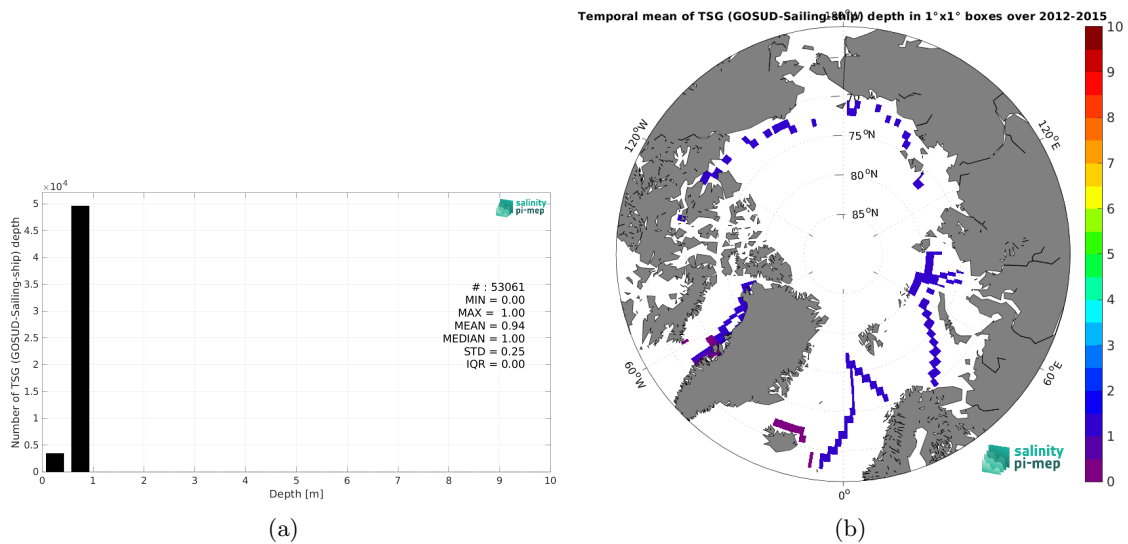 ×10⁴
5
4.5
4
3.5
3
2.5
2
1.5
1
0.5
0
Number of TSG (GOSUD-Sailing-ship) depth
salinity
pi-mep
# : 53061
MIN = 0.00
MAX = 1.00
MEAN = 0.94
MEDIAN = 1.00
STD = 0.25
IQR = 0.00
0 1 2 3 4 5 6 7 8 9 10
Depth [m]
(a)
Temporal mean of TSG (GOSUD-Sailing-ship) depth in 1°x1° boxes over 2012-2015
120°W
120°E
75°N
80°N
85°N
60°W
60°E
0°
salinity
pi-mep
10
9
8
7
6
5
4
3
2
1
0
(b)